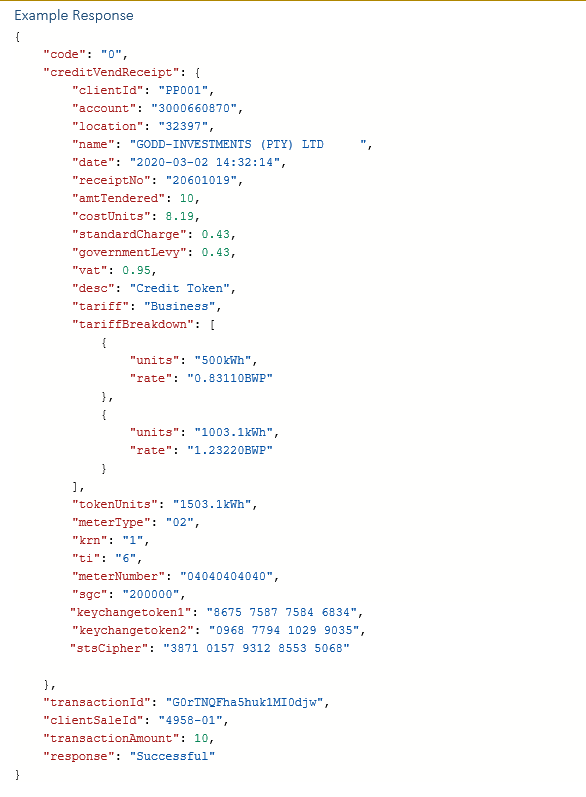 Example Response
{
"code": "0",
"creditVendReceipt": {
"clientId": "PP001",
"account": "3000660870",
"location": "32397",
"name": "GODD-INVESTMENTS (PTY) LTD     ",
"date": "2020-03-02 14:32:14",
"receiptNo": "20601019",
"amtTendered": 10,
"costUnits": 8.19,
"standardCharge": 0.43,
"governmentLevy": 0.43,
"vat": 0.95,
"desc": "Credit Token",
"tariff": "Business",
"tariffBreakdown": [
{
"units": "500kWh",
"rate": "0.83110BWP"
},
{
"units": "1003.1kWh",
"rate": "1.23220BWP"
}
],
"tokenUnits": "1503.1kWh",
"meterType": "02",
"krn": "1",
"ti": "6",
"meterNumber": "04040404040",
"sgc": "200000",
"keychangetoken1": "8675 7587 7584 6834",
"keychangetoken2": "0968 7794 1029 9035",
"stsCipher": "3871 0157 9312 8553 5068"
},
"transactionId": "G0rTNQFha5huk1MI0djw",
"clientSaleId": "4958-01",
"transactionAmount": 10,
"response": "Successful"
}